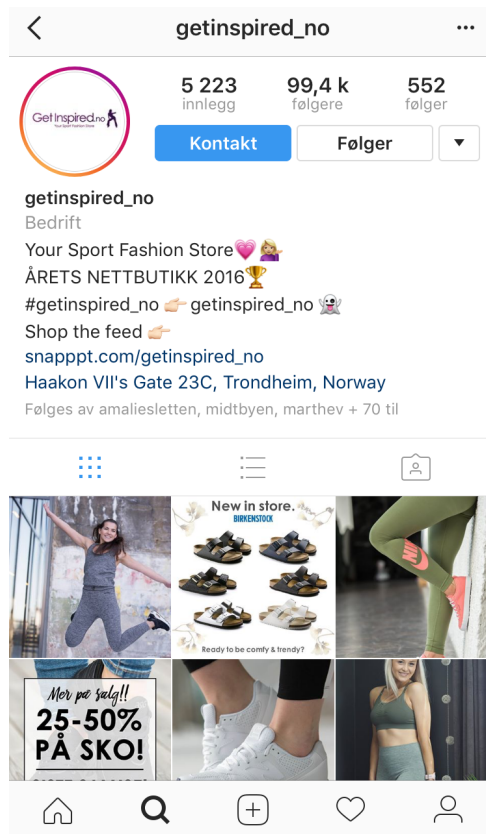 getinspired_no
GetInspired.no
Your Sport Fashion Store
5 223
innlegg
99,4 k
følgere
552
følger
Kontakt
Følger
getinspired_no
Bedrift
Your Sport Fashion Store💗💁🏼
ÅRETS NETTBUTIKK 2016🏆
#getinspired_no 👉🏻 getinspired_no 👻
Shop the feed 👉🏻
snapppt.com/getinspired_no
Haakon VII's Gate 23C, Trondheim, Norway
Følges av amaliesletten, midtbyen, marthev + 70 til
New in store.
BIRKENSTOCK
Ready to be comfy & trendy?
Mer på salg!!
25-50%
PÅ SKO!